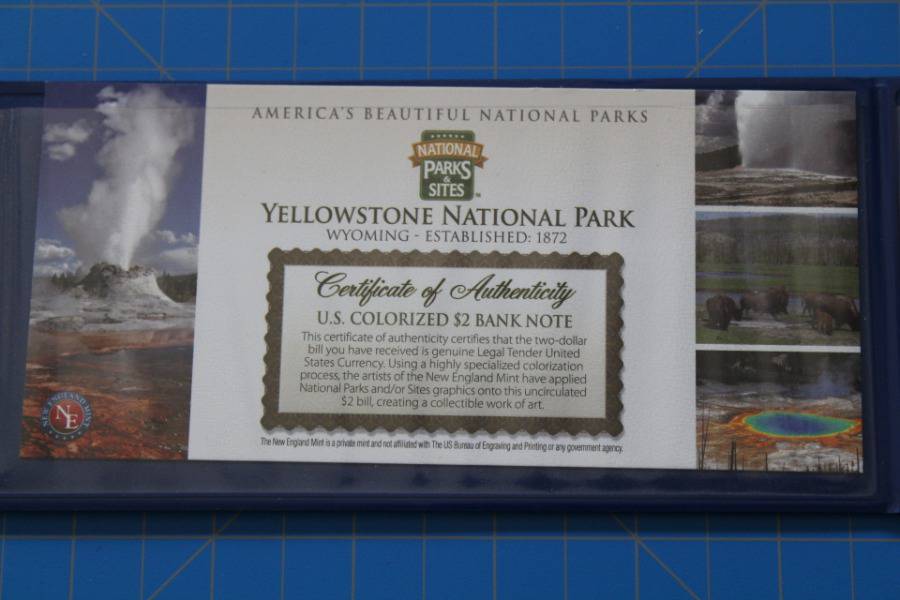 AMERICA'S BEAUTIFUL NATIONAL PARKS
NATIONAL
PARKS
&
SITES
™
YELLOWSTONE NATIONAL PARK
WYOMING - ESTABLISHED: 1872
Certificate of Authenticity
U.S. COLORIZED $2 BANK NOTE
This certificate of authenticity certifies that the two-dollar
bill you have received is genuine Legal Tender United
States Currency. Using a highly specialized colorization
process, the artists of the New England Mint have applied
National Parks and/or Sites graphics onto this uncirculated
$2 bill, creating a collectible work of art.
NEW ENGLAND MINT
NE
The New England Mint is a private mint and not affiliated with The US Bureau of Engraving and Printing or any government agency.